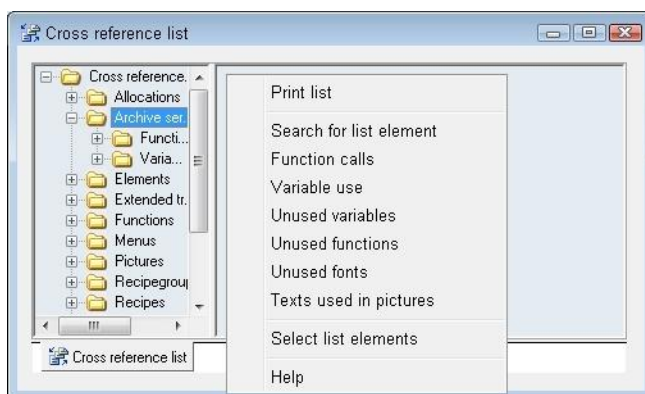 Cross reference list
Cross reference.
Allocations
Archive ser.
Functi...
Varia...
Elements
Extended tr.
Functions
Menus
Pictures
Recipegrou
Recipes
Print list
Search for list element
Function calls
Variable use
Unused variables
Unused functions
Unused fonts
Texts used in pictures
Select list elements
Help
Cross reference list